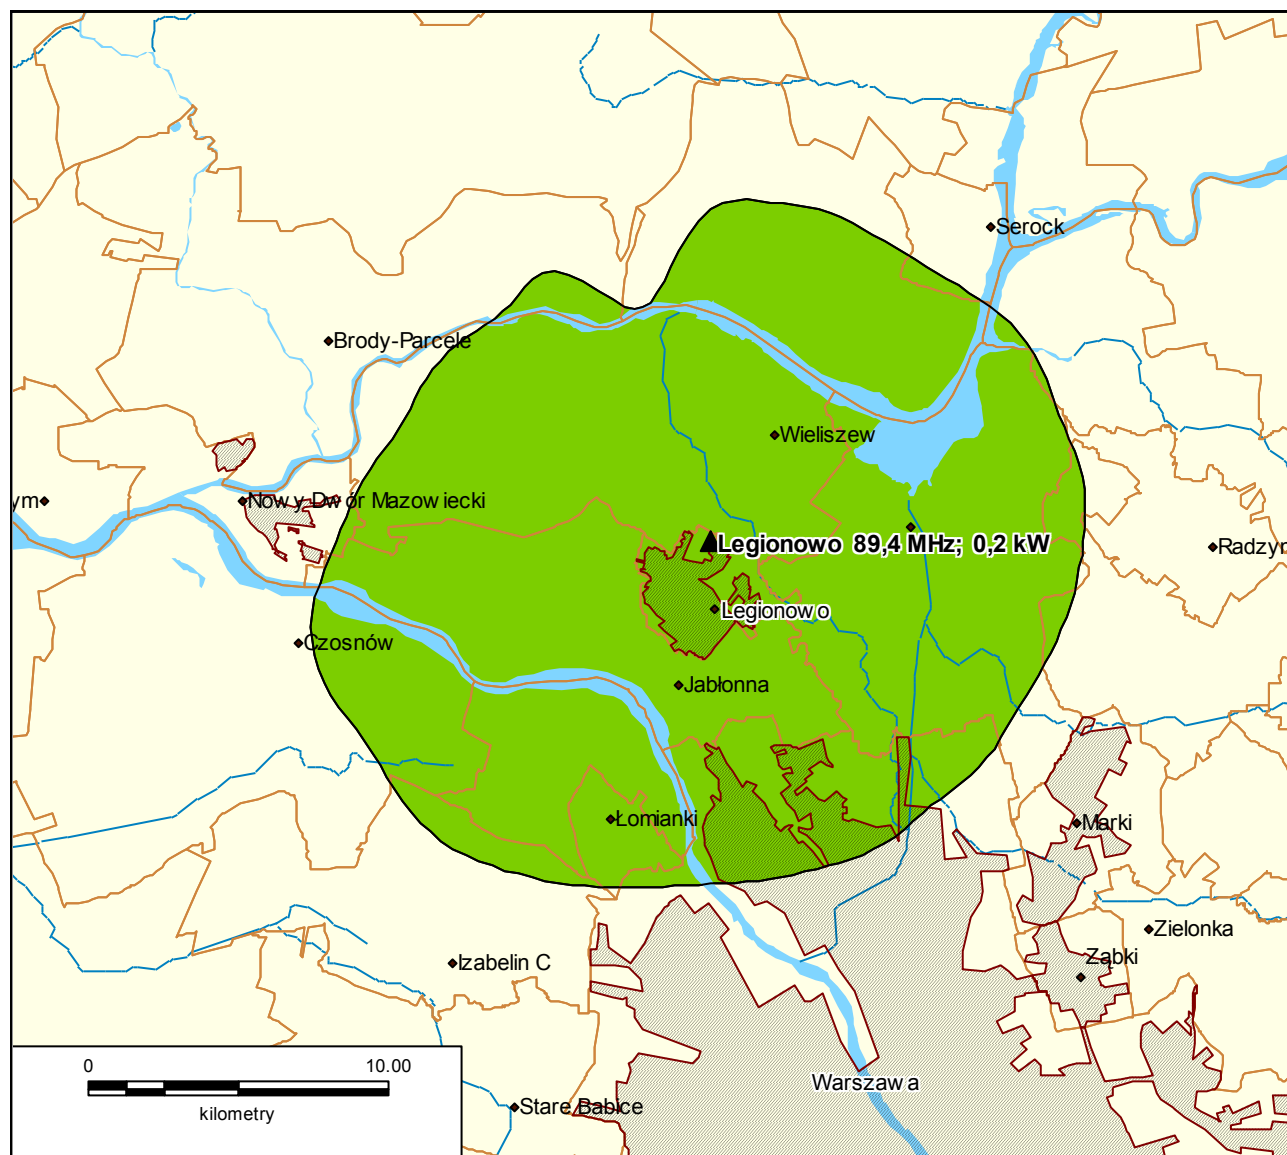 Serock
Brody-Parcele
Wieliszew
ym
Nowy Dwór Mazowiecki
Legionowo 89,4 MHz; 0,2 kW
Radzyr
Legionowo
Czosnów
Jabłonna
Łomianki
Marki
Zielonka
Ząbki
Izabelin C
0 10.00
kilometry
Warszawa
Stare Babice